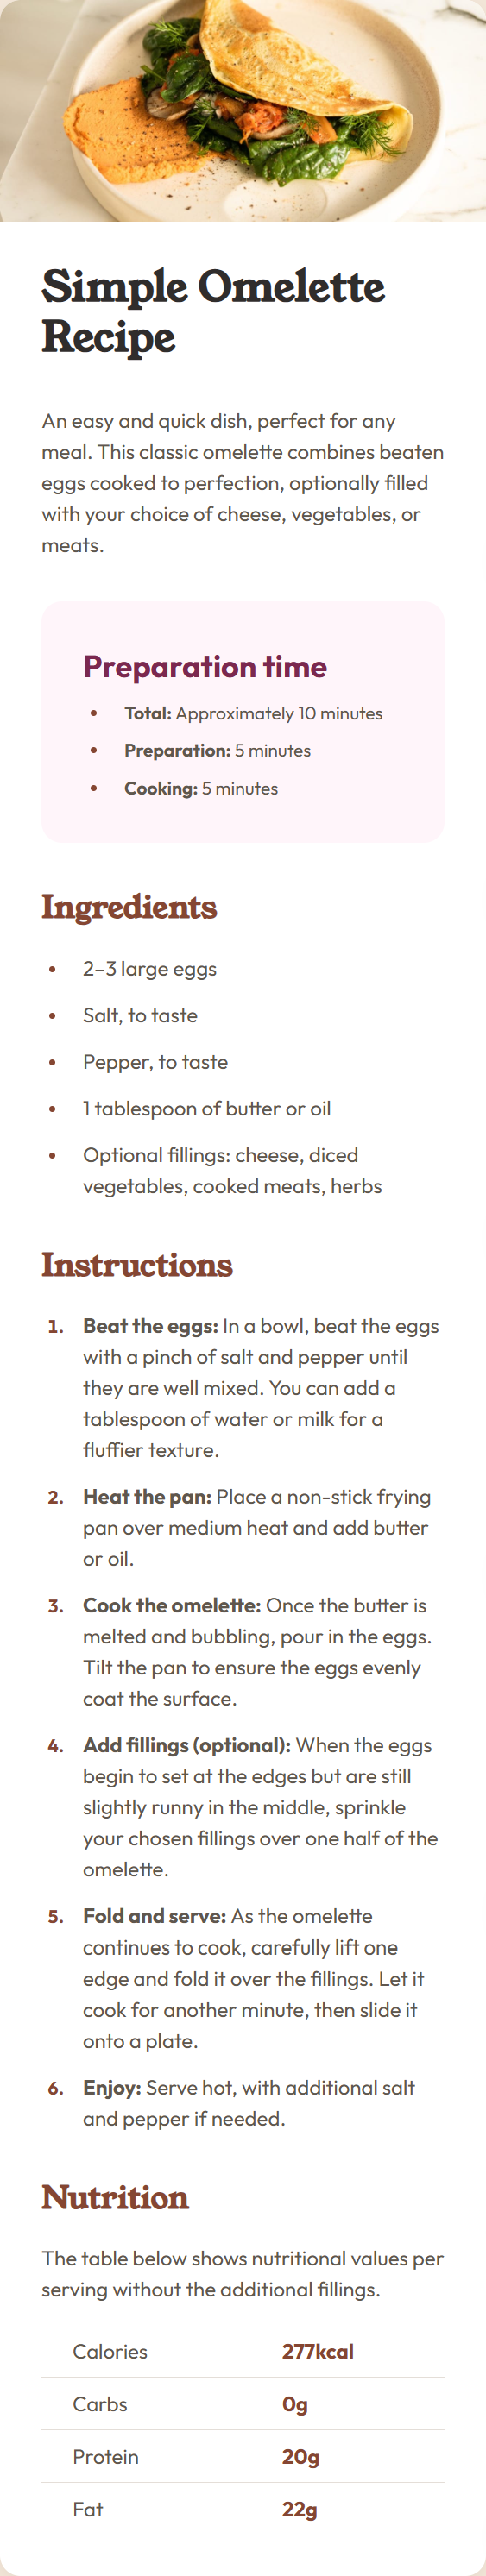 Simple Omelette
Recipe
An easy and quick dish, perfect for any
meal. This classic omelette combines beaten
eggs cooked to perfection, optionally filled
with your choice of cheese, vegetables, or
meats.
Preparation time
• Total: Approximately 10 minutes
• Preparation: 5 minutes
• Cooking: 5 minutes
Ingredients
• 2–3 large eggs
• Salt, to taste
• Pepper, to taste
• 1 tablespoon of butter or oil
• Optional fillings: cheese, diced
vegetables, cooked meats, herbs
Instructions
1. Beat the eggs: In a bowl, beat the eggs
with a pinch of salt and pepper until
they are well mixed. You can add a
tablespoon of water or milk for a
fluffier texture.
2. Heat the pan: Place a non-stick frying
pan over medium heat and add butter
or oil.
3. Cook the omelette: Once the butter is
melted and bubbling, pour in the eggs.
Tilt the pan to ensure the eggs evenly
coat the surface.
4. Add fillings (optional): When the eggs
begin to set at the edges but are still
slightly runny in the middle, sprinkle
your chosen fillings over one half of the
omelette.
5. Fold and serve: As the omelette
continues to cook, carefully lift one
edge and fold it over the fillings. Let it
cook for another minute, then slide it
onto a plate.
6. Enjoy: Serve hot, with additional salt
and pepper if needed.
Nutrition
The table below shows nutritional values per
serving without the additional fillings.
Calories 277kcal
Carbs 0g
Protein 20g
Fat 22g